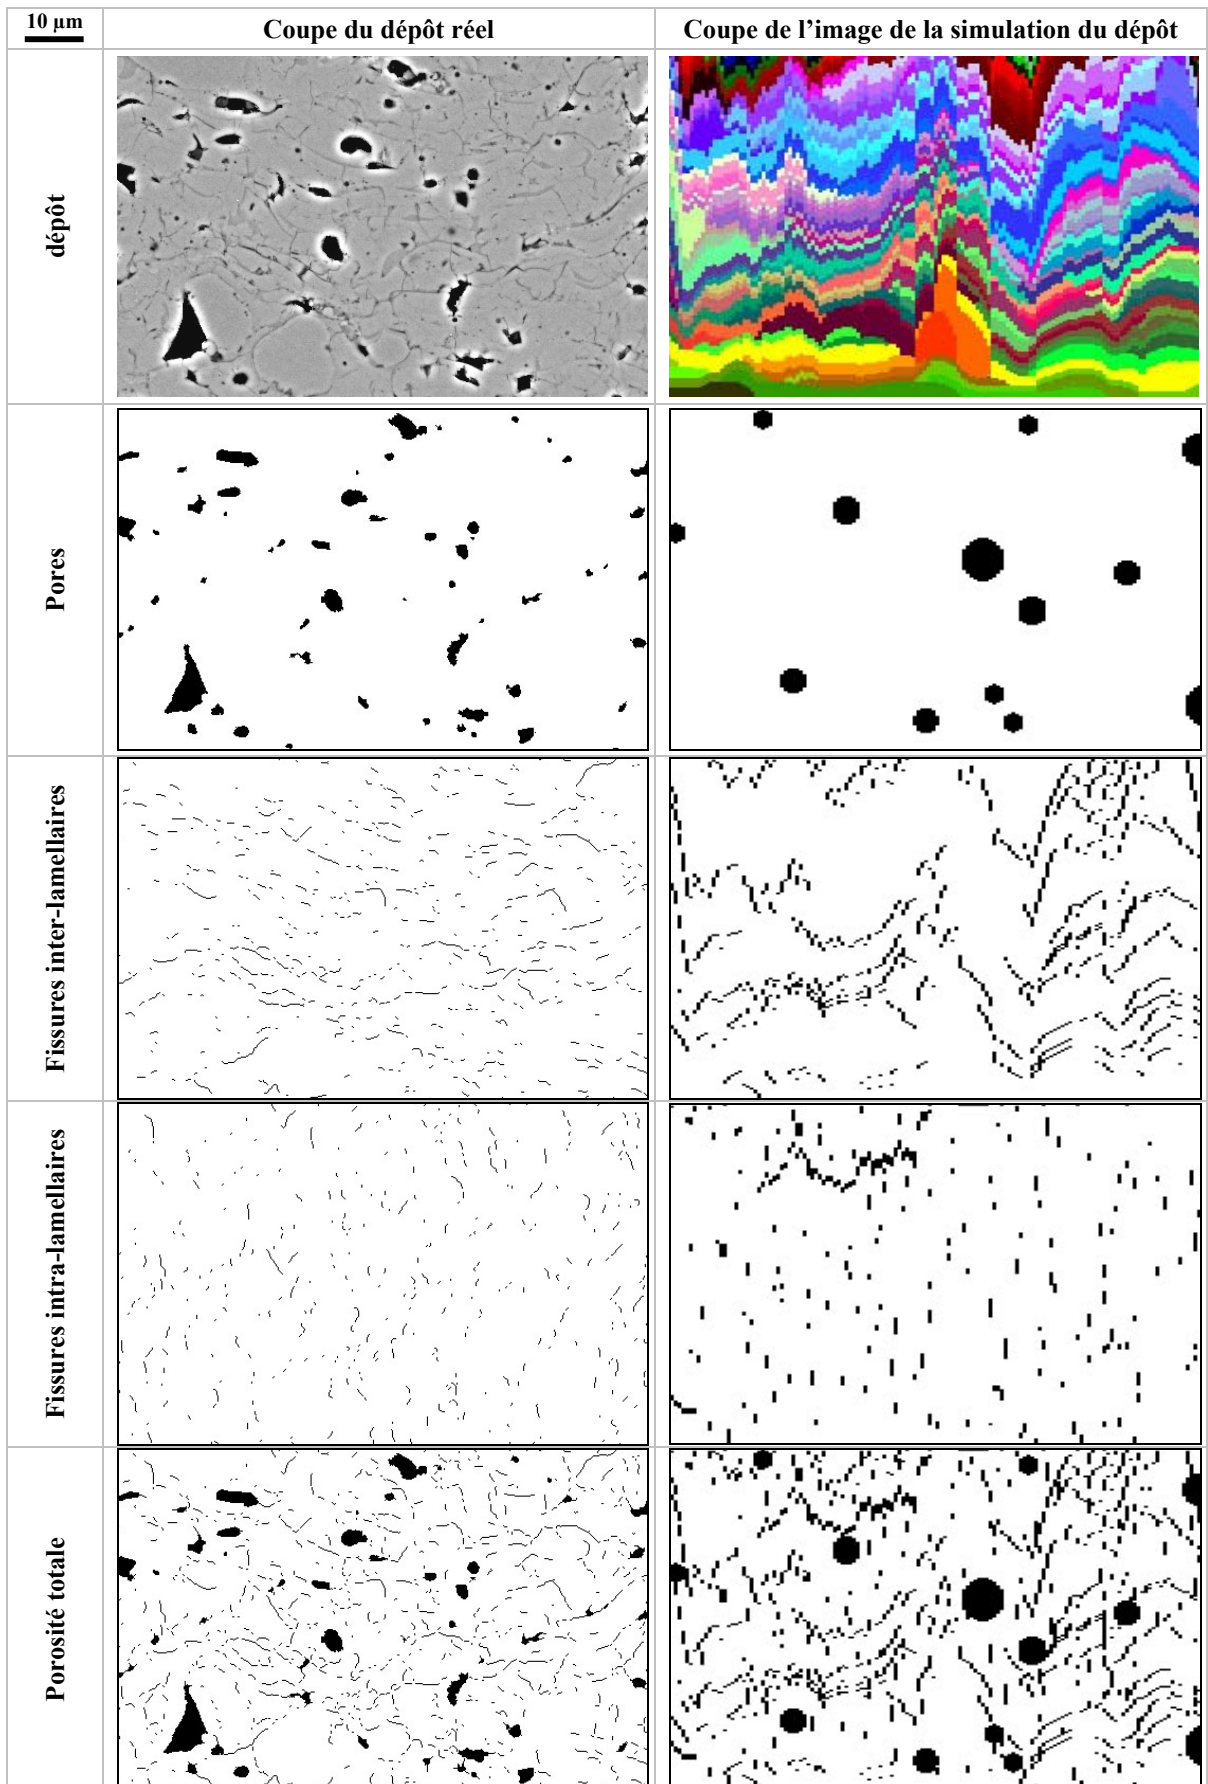 10 µm
Coupe du dépôt réel
Coupe de l’image de la simulation du dépôt
dépôt
Pores
Fissures inter-lamellaires
Fissures intra-lamellaires
Porosité totale